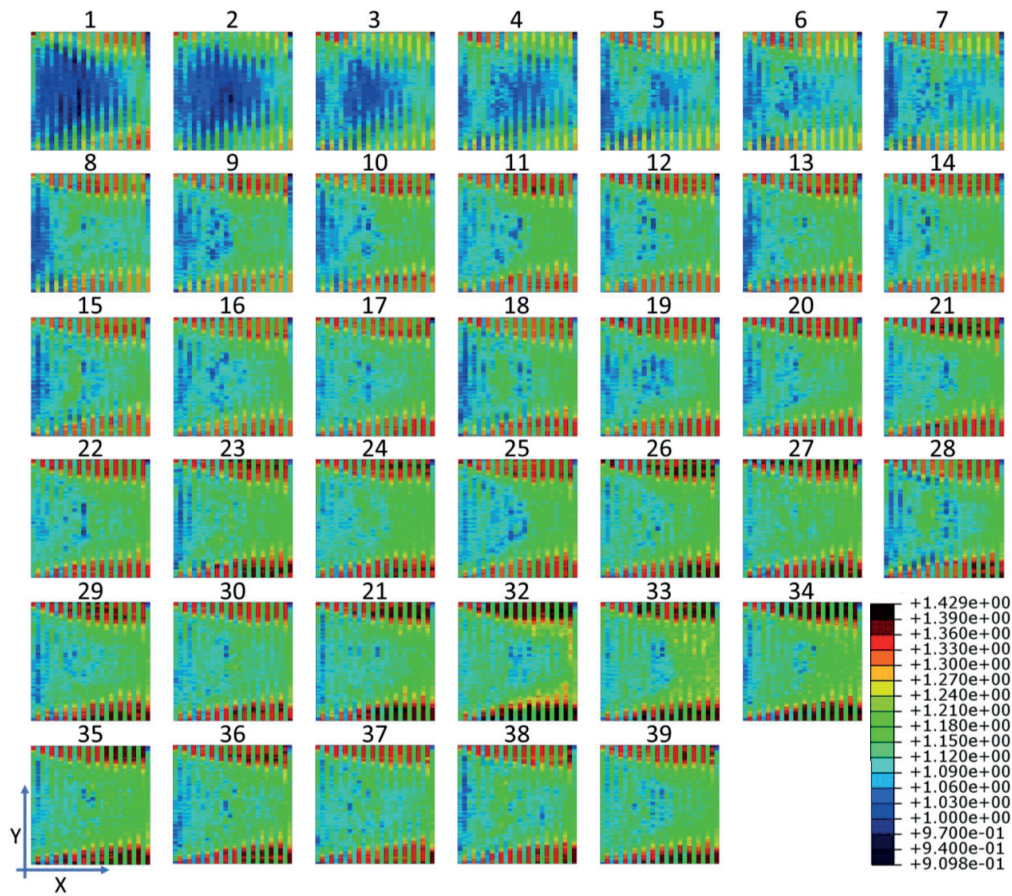 1 2 3 4 5 6 7
8 9 10 11 12 13 14
15 16 17 18 19 20 21
22 23 24 25 26 27 28
29 30 21 32 33 34
35 36 37 38 39
+1.429e+00
+1.390e+00
+1.360e+00
+1.330e+00
+1.300e+00
+1.270e+00
+1.240e+00
+1.210e+00
+1.180e+00
+1.150e+00
+1.120e+00
+1.090e+00
+1.060e+00
+1.030e+00
+1.000e+00
+9.700e-01
+9.400e-01
+9.098e-01
Y
X